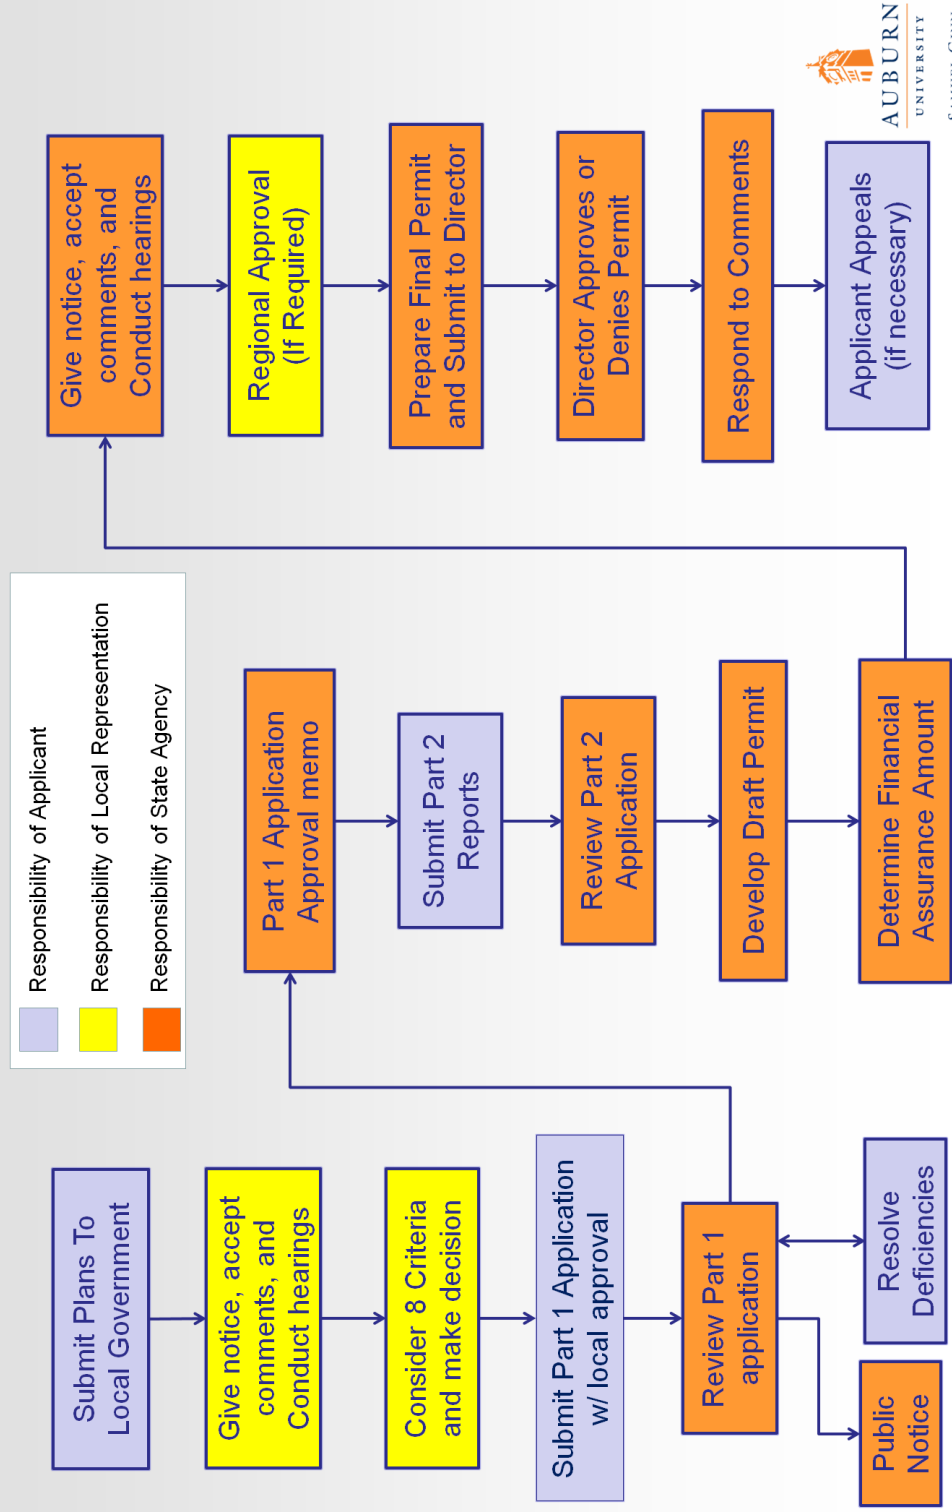 Responsibility of Applicant
Responsibility of Local Representation
Responsibility of State Agency
Submit Plans To
Local Government
Give notice, accept
comments, and
Conduct hearings
Consider 8 Criteria
and make decision
Submit Part 1 Application
w/ local approval
Review Part 1
application
Public
Notice
Resolve
Deficiencies
Part 1 Application
Approval memo
Submit Part 2
Reports
Review Part 2
Application
Develop Draft Permit
Determine Financial
Assurance Amount
Give notice, accept
comments, and
Conduct hearings
Regional Approval
(If Required)
Prepare Final Permit
and Submit to Director
Director Approves or
Denies Permit
Respond to Comments
Applicant Appeals
(if necessary)
AUBURN
UNIVERSITY